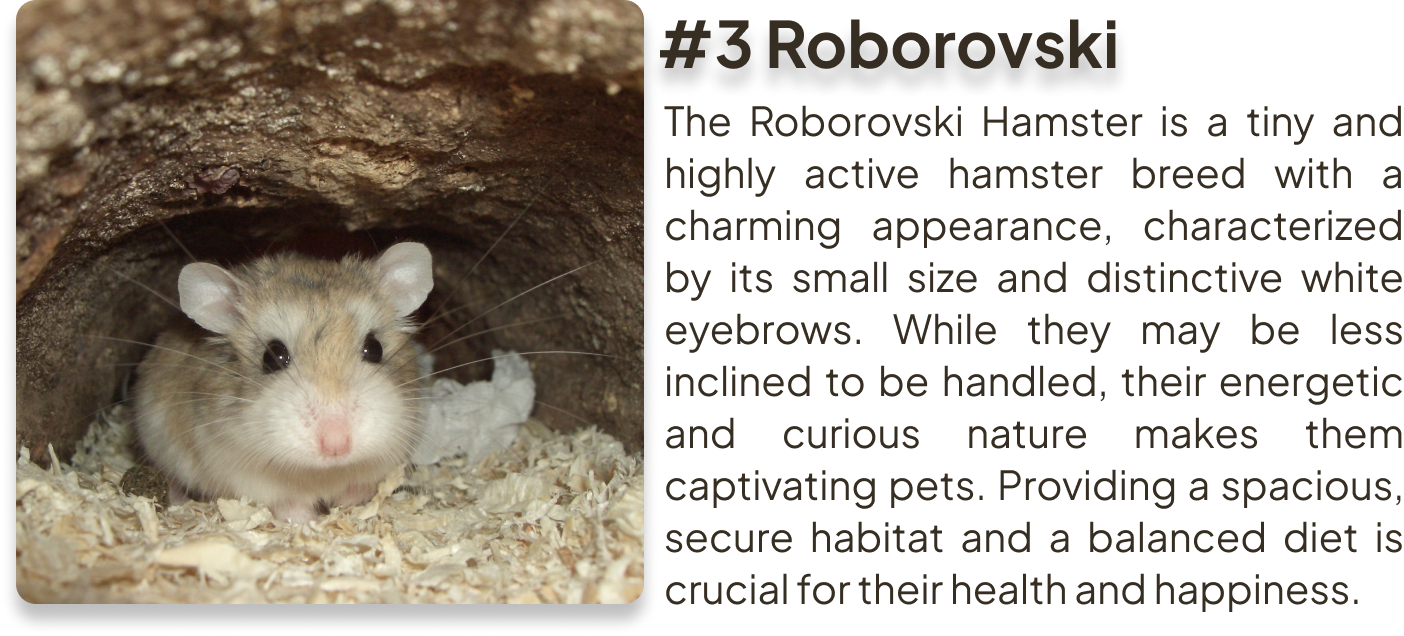 #3 Roborovski
The Roborovski Hamster is a tiny and
highly active hamster breed with a
charming appearance, characterized
by its small size and distinctive white
eyebrows. While they may be less
inclined to be handled, their energetic
and curious nature makes them
captivating pets. Providing a spacious,
secure habitat and a balanced diet is
crucial for their health and happiness.